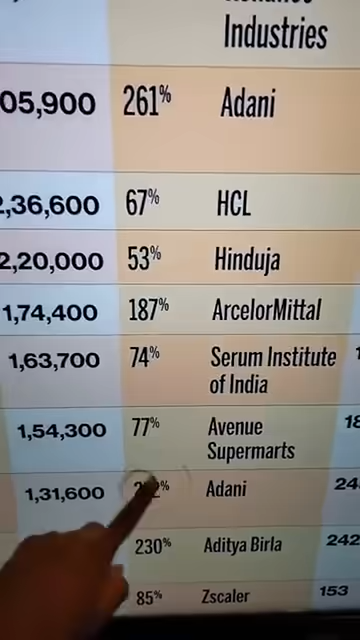 Industries
05,900 261% Adani
,36,600 67% HCL
2,20,000 53% Hinduja
1,74,400 187% ArcelorMittal
1,63,700 74% Serum Institute
of India
1,54,300 77% Avenue
Supermarts
1,31,600 Adani 24
230% Aditya Birla 242
85% Zscaler 153